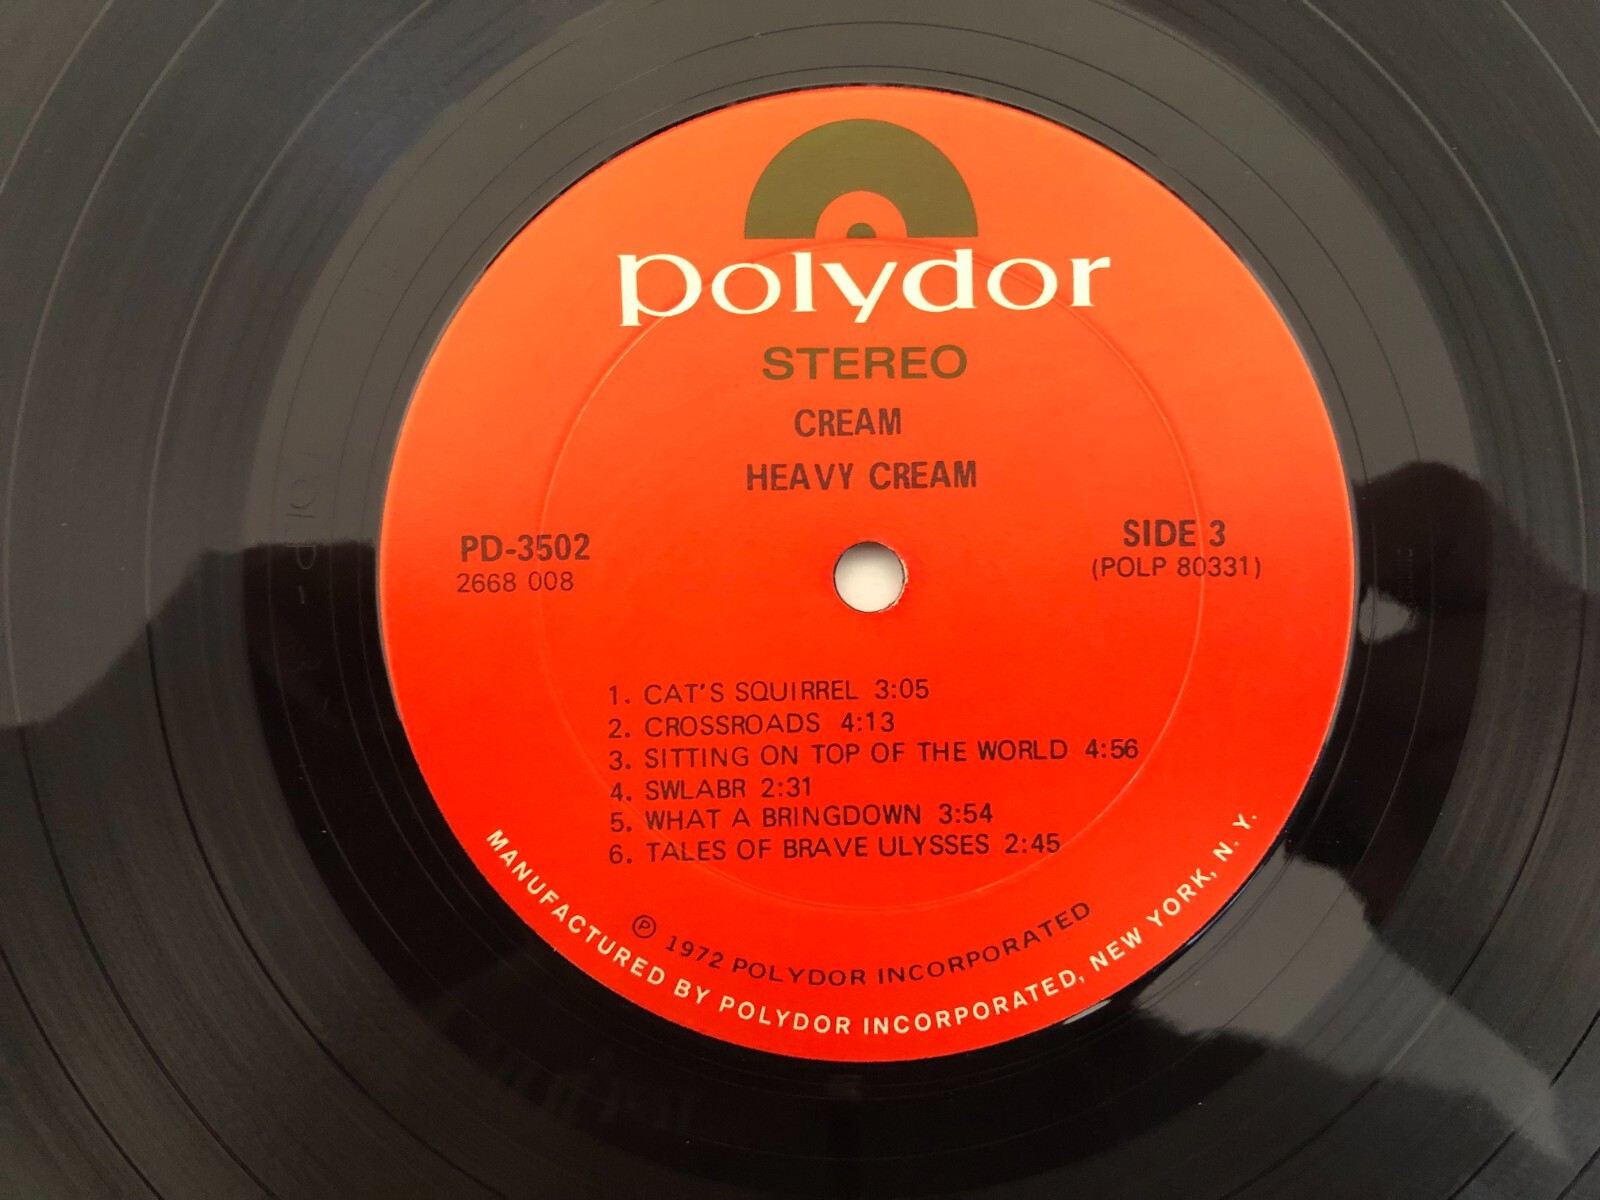 polydor
STEREO
CREAM
HEAVY CREAM
PD-3502
2668 008
SIDE 3
(POLP 80331)
1. CAT'S SQUIRREL 3:05
2. CROSSROADS 4:13
3. SITTING ON TOP OF THE WORLD 4:56
4. SWLABR 2:31
5. WHAT A BRINGDOWN 3:54
6. TALES OF BRAVE ULYSSES 2:45
Ⓟ 1972 POLYDOR INCORPORATED
MANUFACTURED BY POLYDOR INCORPORATED, NEW YORK, N. Y.